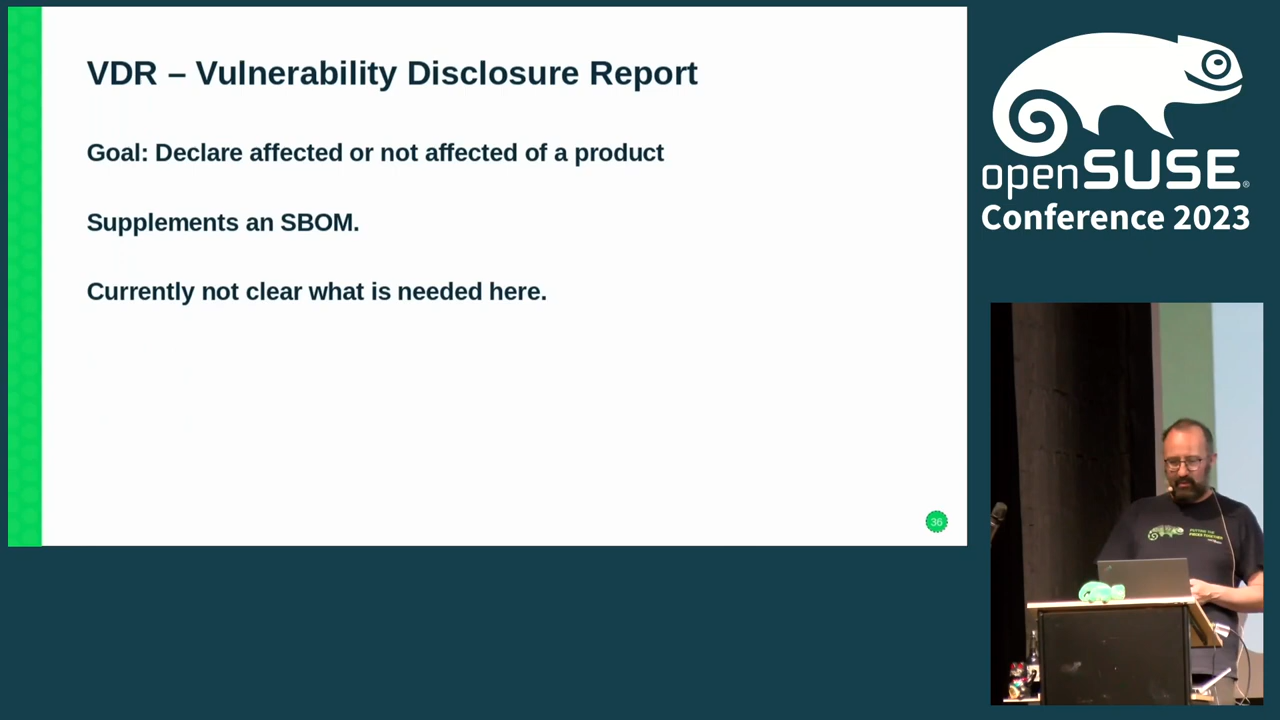 VDR – Vulnerability Disclosure Report
Goal: Declare affected or not affected of a product
Supplements an SBOM.
Currently not clear what is needed here.
36
openSUSE®
Conference 2023